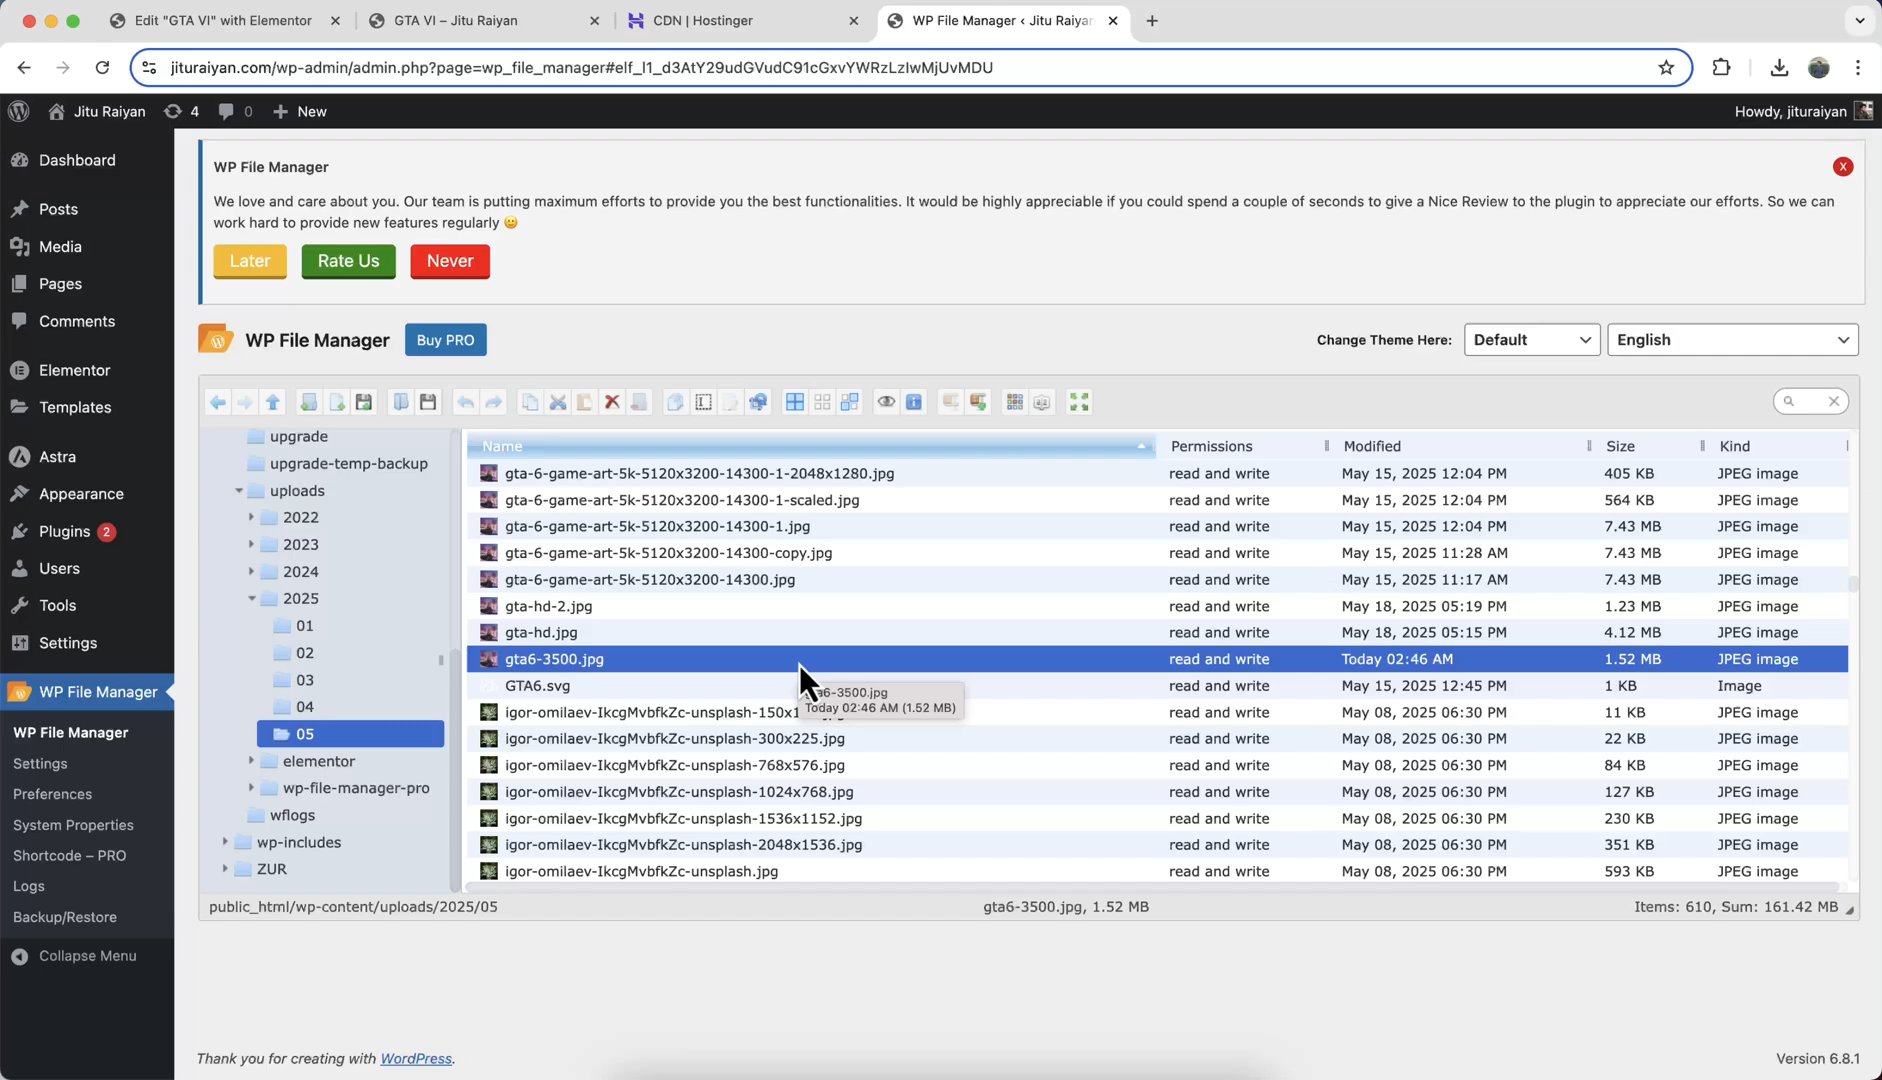 Edit "GTA VI" with Elementor
GTA VI – Jitu Raiyan
CDN | Hostinger
WP File Manager ‹ Jitu Raiyan
jituraiyan.com/wp-admin/admin.php?page=wp_file_manager#elf_l1_d3AtY29udGVudC91cGxvYWRzLzIwMjUvMDU
Jitu Raiyan
4
0
New
Howdy, jituraiyan
Dashboard
Posts
Media
Pages
Comments
Elementor
Templates
Astra
Appearance
Plugins 2
Users
Tools
Settings
WP File Manager
WP File Manager
Settings
Preferences
System Properties
Shortcode – PRO
Logs
Backup/Restore
Collapse Menu
WP File Manager
X
We love and care about you. Our team is putting maximum efforts to provide you the best functionalities. It would be highly appreciable if you could spend a couple of seconds to give a Nice Review to the plugin to appreciate our efforts. So we can
work hard to provide new features regularly 😀
Later
Rate Us
Never
WP File Manager
Buy PRO
Change Theme Here:
Default
English
upgrade
upgrade-temp-backup
uploads
2022
2023
2024
2025
01
02
03
04
05
elementor
wp-file-manager-pro
wflogs
wp-includes
ZUR
Name Permissions Modified Size Kind
gta-6-game-art-5k-5120x3200-14300-1-2048x1280.jpg read and write May 15, 2025 12:04 PM 405 KB JPEG image
gta-6-game-art-5k-5120x3200-14300-1-scaled.jpg read and write May 15, 2025 12:04 PM 564 KB JPEG image
gta-6-game-art-5k-5120x3200-14300-1.jpg read and write May 15, 2025 12:04 PM 7.43 MB JPEG image
gta-6-game-art-5k-5120x3200-14300-copy.jpg read and write May 15, 2025 11:28 AM 7.43 MB JPEG image
gta-6-game-art-5k-5120x3200-14300.jpg read and write May 15, 2025 11:17 AM 7.43 MB JPEG image
gta-hd-2.jpg read and write May 18, 2025 05:19 PM 1.23 MB JPEG image
gta-hd.jpg read and write May 18, 2025 05:15 PM 4.12 MB JPEG image
gta6-3500.jpg read and write Today 02:46 AM 1.52 MB JPEG image
GTA6.svg read and write May 15, 2025 12:45 PM 1 KB Image
gta6-3500.jpg
Today 02:46 AM (1.52 MB)
igor-omilaev-IkcgMvbfkZc-unsplash-150x1 read and write May 08, 2025 06:30 PM 11 KB JPEG image
igor-omilaev-IkcgMvbfkZc-unsplash-300x225.jpg read and write May 08, 2025 06:30 PM 22 KB JPEG image
igor-omilaev-IkcgMvbfkZc-unsplash-768x576.jpg read and write May 08, 2025 06:30 PM 84 KB JPEG image
igor-omilaev-IkcgMvbfkZc-unsplash-1024x768.jpg read and write May 08, 2025 06:30 PM 127 KB JPEG image
igor-omilaev-IkcgMvbfkZc-unsplash-1536x1152.jpg read and write May 08, 2025 06:30 PM 230 KB JPEG image
igor-omilaev-IkcgMvbfkZc-unsplash-2048x1536.jpg read and write May 08, 2025 06:30 PM 351 KB JPEG image
igor-omilaev-IkcgMvbfkZc-unsplash.jpg read and write May 08, 2025 06:30 PM 593 KB JPEG image
public_html/wp-content/uploads/2025/05
gta6-3500.jpg, 1.52 MB
Items: 610, Sum: 161.42 MB
Thank you for creating with WordPress.
Version 6.8.1